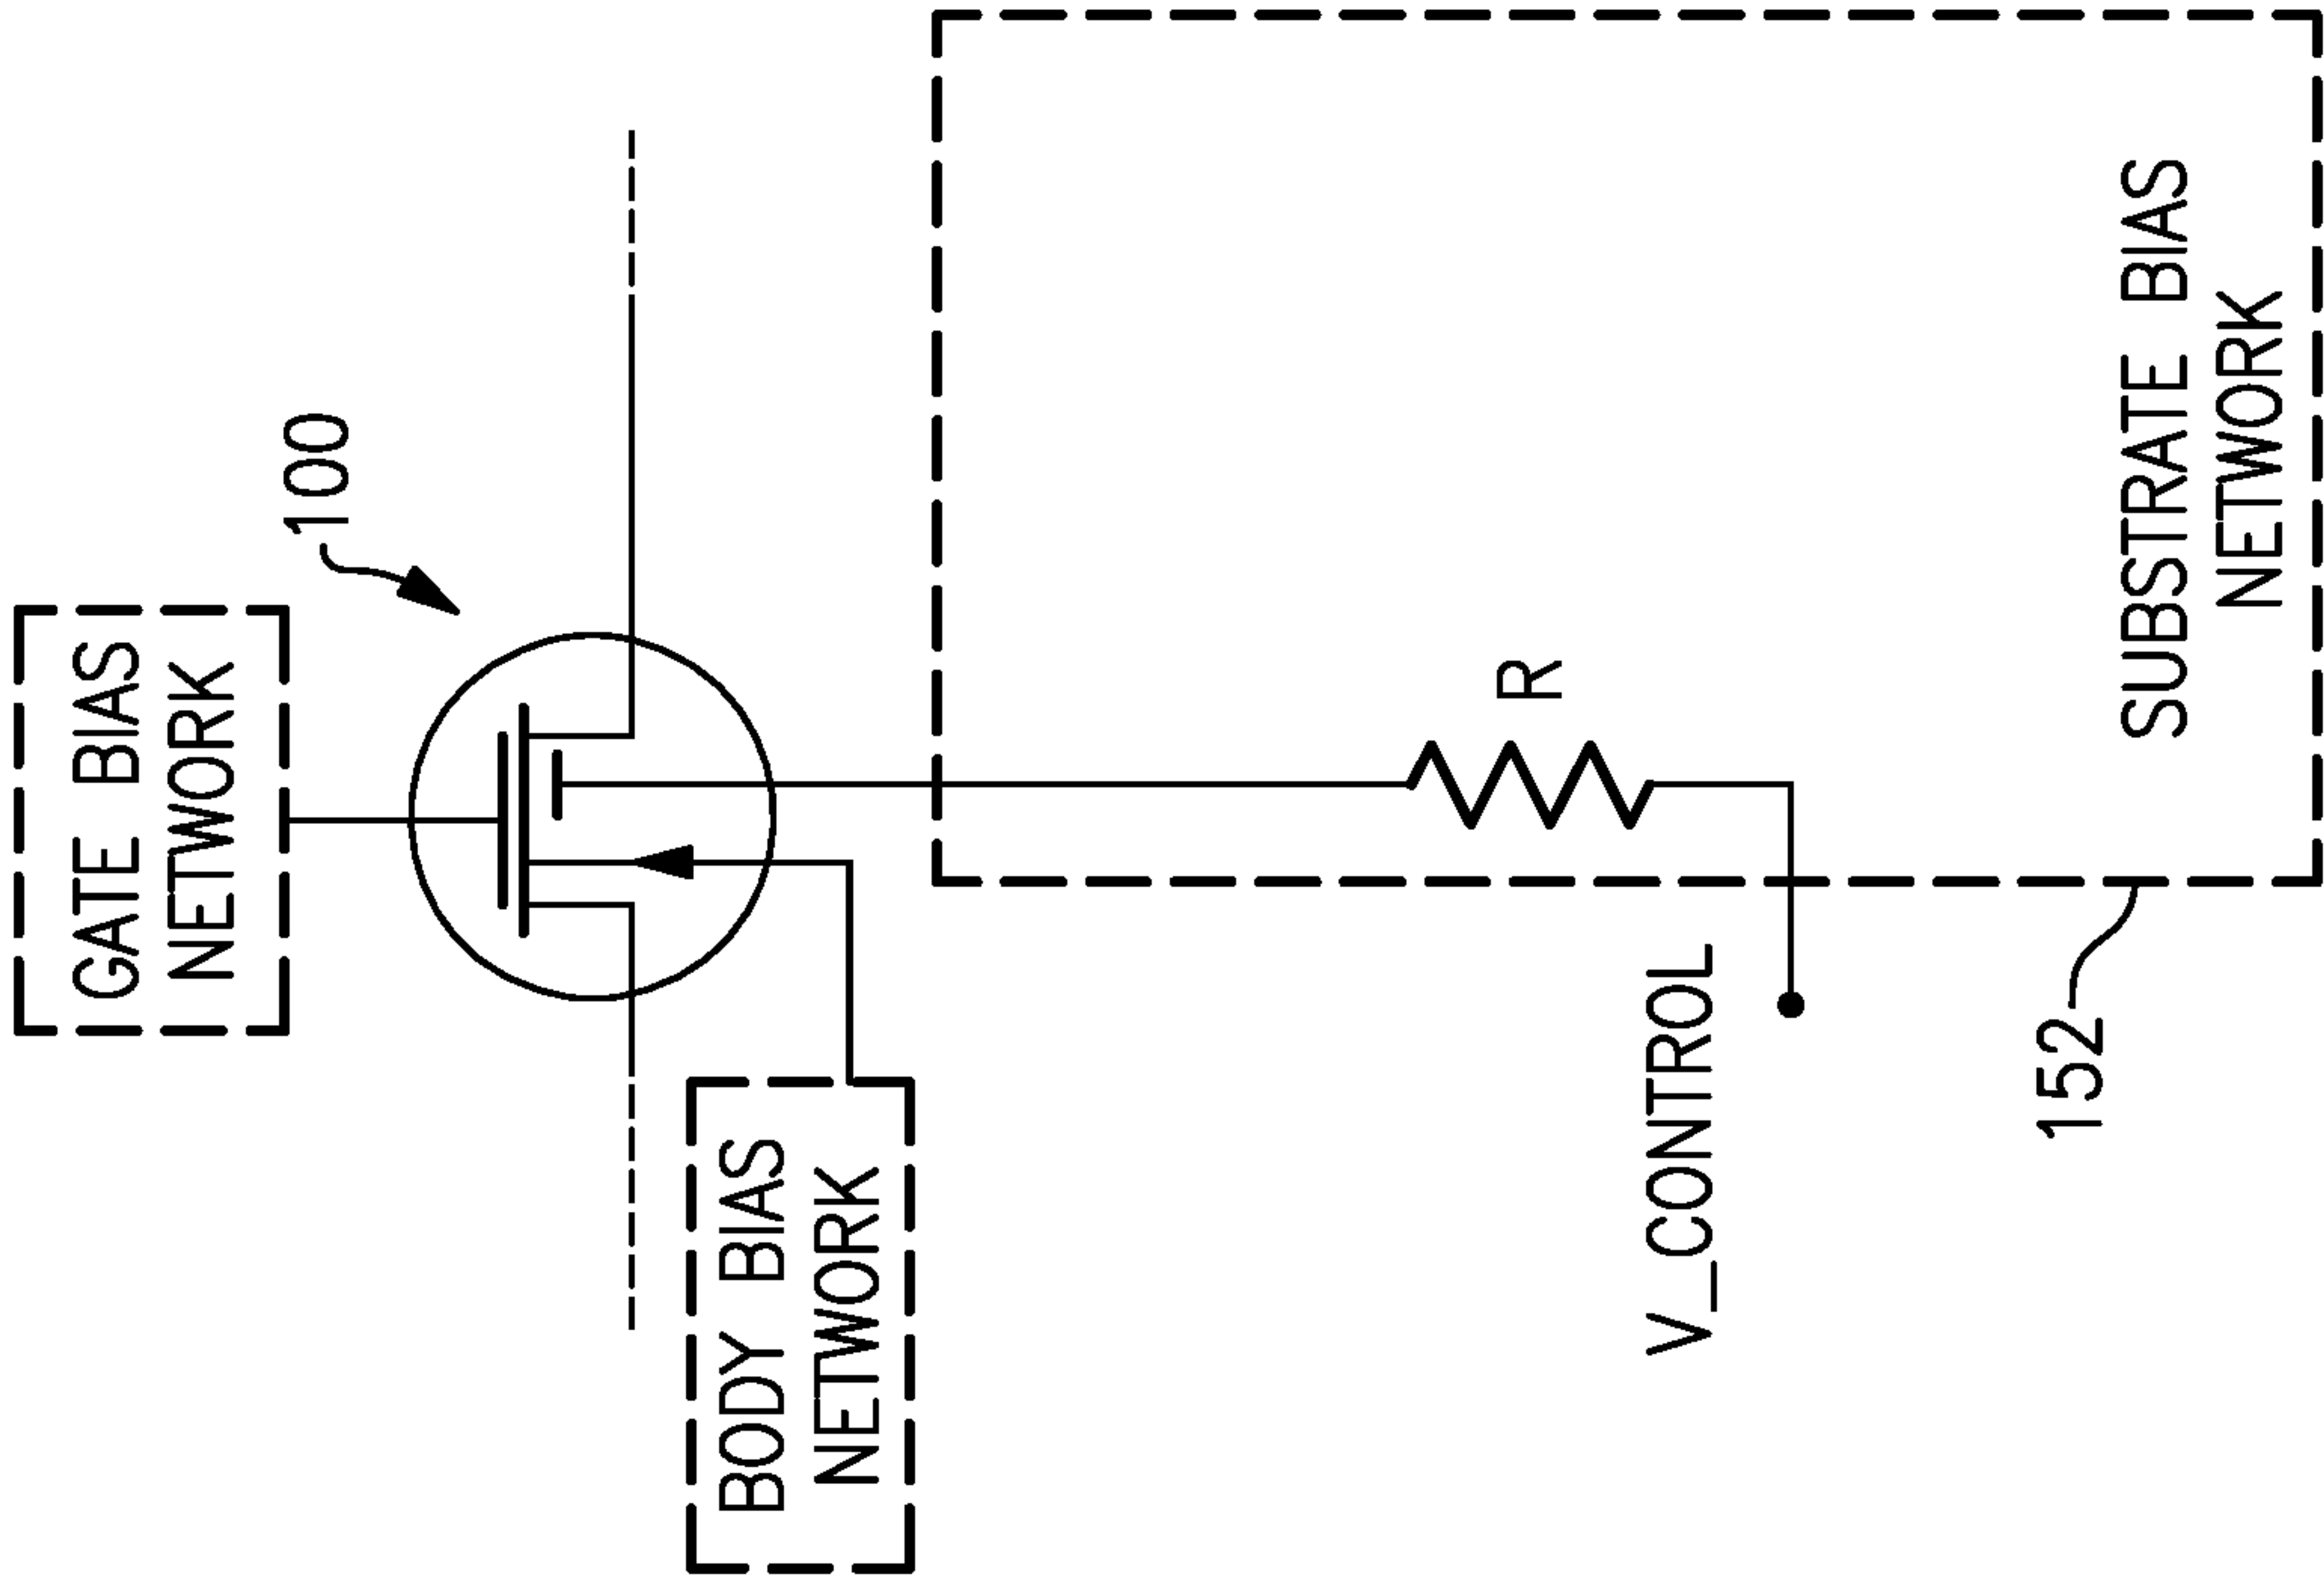 GATE BIAS
NETWORK
100
BODY BIAS
NETWORK
R
V_CONTROL
152
SUBSTRATE BIAS
NETWORK